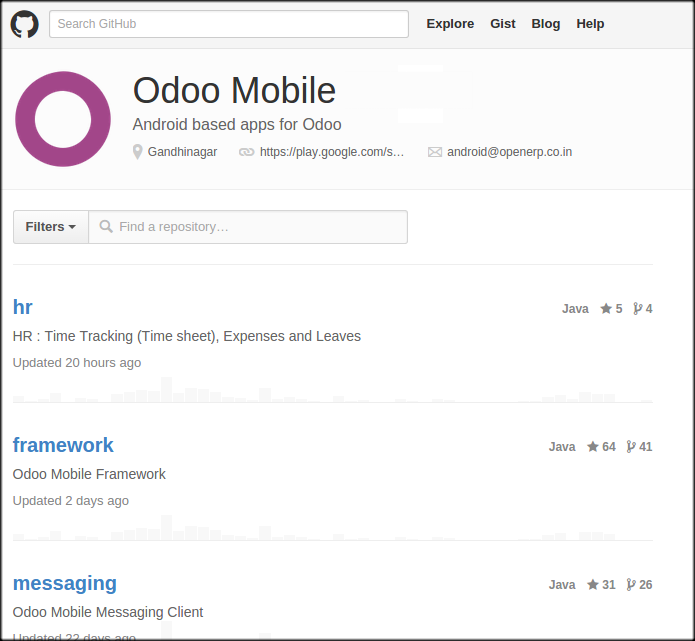 Search GitHub Explore Gist Blog Help
Odoo Mobile
Android based apps for Odoo
Gandhinagar https://play.google.com/s… android@openerp.co.in
Filters Find a repository…
hr Java 5 4
HR : Time Tracking (Time sheet), Expenses and Leaves
Updated 20 hours ago
framework Java 64 41
Odoo Mobile Framework
Updated 2 days ago
messaging Java 31 26
Odoo Mobile Messaging Client
Updated 22 days ago